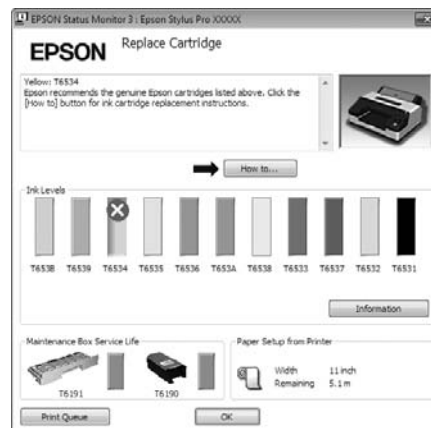 EPSON Status Monitor 3 : Epson Stylus Pro XXXXX
EPSON
Replace Cartridge
Yellow: T6534
Epson recommends the genuine Epson cartridges listed above. Click the
[How to] button for ink cartridge replacement instructions.
How to...
Ink Levels
T653B T6539 T6534 T6535 T6536 T653A T6538 T6533 T6537 T6532 T6531
Information
Maintenance Box Service Life
T6191 T6190
Paper Setup from Printer
Width 11 inch
Remaining 5.1 m
Print Queue
OK